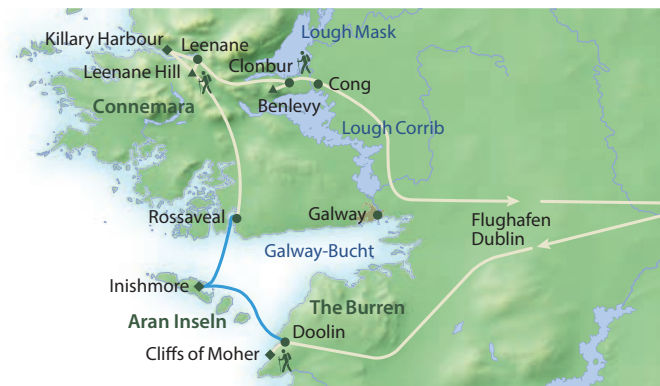 Lough Mask
Killary Harbour
Leenane
Leenane Hill
Clonbur
Cong
Benlevy
Connemara
Lough Corrib
Rossaveal
Galway
Flughafen
Dublin
Galway-Bucht
Inishmore
The Burren
Aran Inseln
Doolin
Cliffs of Moher